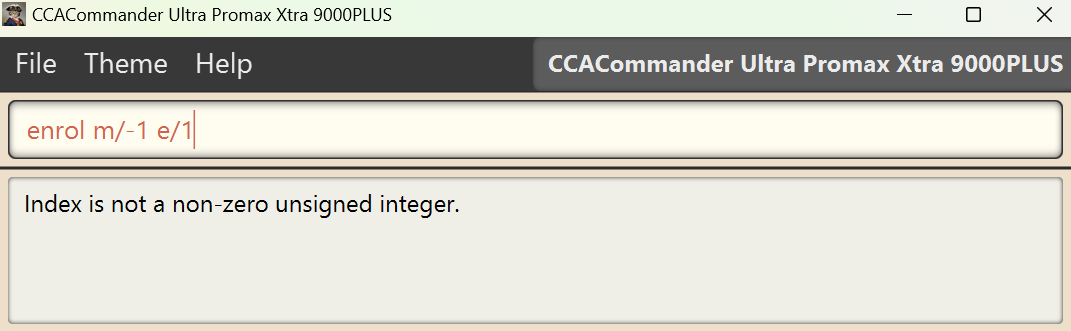 CCACommander Ultra Promax Xtra 9000PLUS
File Theme Help CCACommander Ultra Promax Xtra 9000PLUS
enrol m/-1 e/1
Index is not a non-zero unsigned integer.